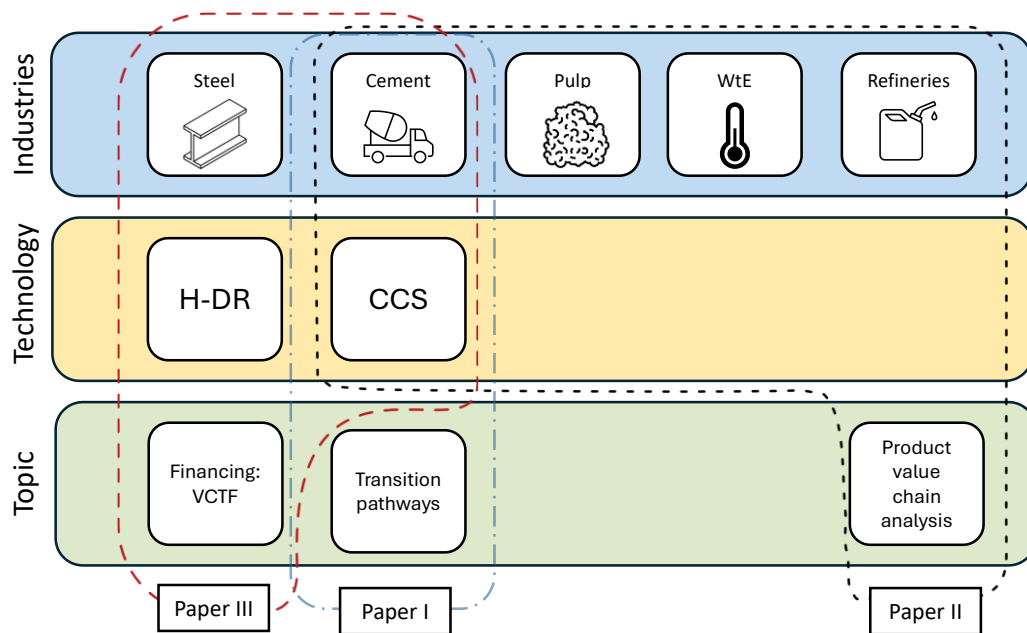 Industries
Steel
Cement
Pulp
WtE
Refineries
Technology
H-DR
CCS
Topic
Financing:
VCTF
Transition
pathways
Product
value
chain
analysis
Paper III
Paper I
Paper II